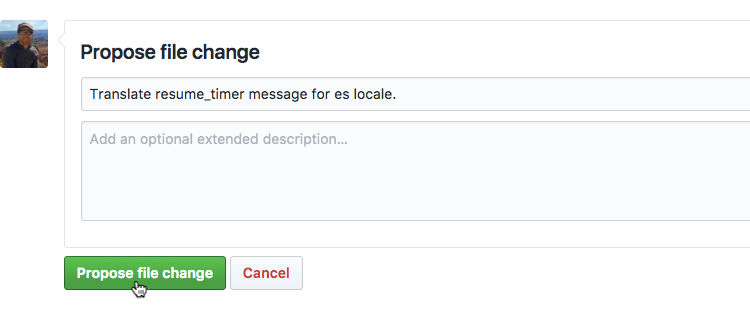 Propose file change
Translate resume_timer message for es locale.
Add an optional extended description...
Propose file change
Cancel